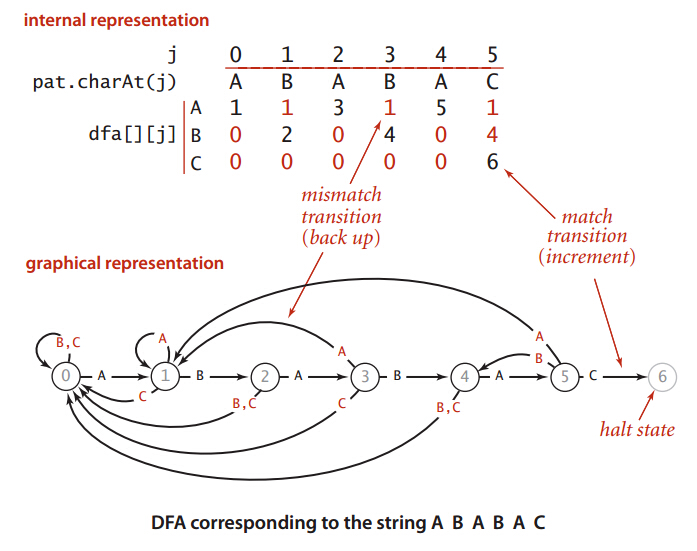 internal representation
j 0 1 2 3 4 5
pat.charAt(j) A B A B A C
A 1 1 3 1 5 1
dfa[][j] B 0 2 0 4 0 4
C 0 0 0 0 0 6
mismatch
transition
(back up)
match
transition
(increment)
graphical representation
A
B,C A A B
0 A 1 B 2 A 3 B 4 A 5 C 6
C B,C C B,C
halt state
DFA corresponding to the string A B A B A C